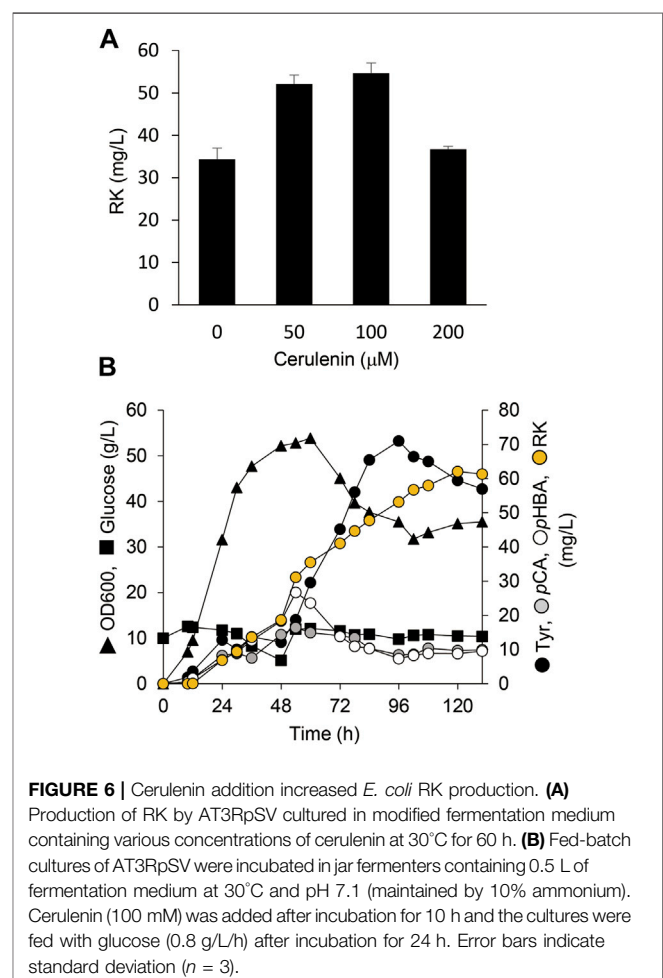 A
RK (mg/L)
60
50
40
30
20
10
0
0 50 100 200
Cerulenin (μM)
B
▲ OD600, ■ Glucose (g/L)
60
50
40
30
20
10
0
80
70
60
50
40
30
20
10
0
Tyr, pCA, pHBA, RK
(mg/L)
0 24 48 72 96 120
Time (h)
FIGURE 6 | Cerulenin addition increased E. coli RK production. (A)
Production of RK by AT3RpSV cultured in modified fermentation medium
containing various concentrations of cerulenin at 30°C for 60 h. (B) Fed-batch
cultures of AT3RpSV were incubated in jar fermenters containing 0.5 L of
fermentation medium at 30°C and pH 7.1 (maintained by 10% ammonium).
Cerulenin (100 mM) was added after incubation for 10 h and the cultures were
fed with glucose (0.8 g/L/h) after incubation for 24 h. Error bars indicate
standard deviation (n = 3).